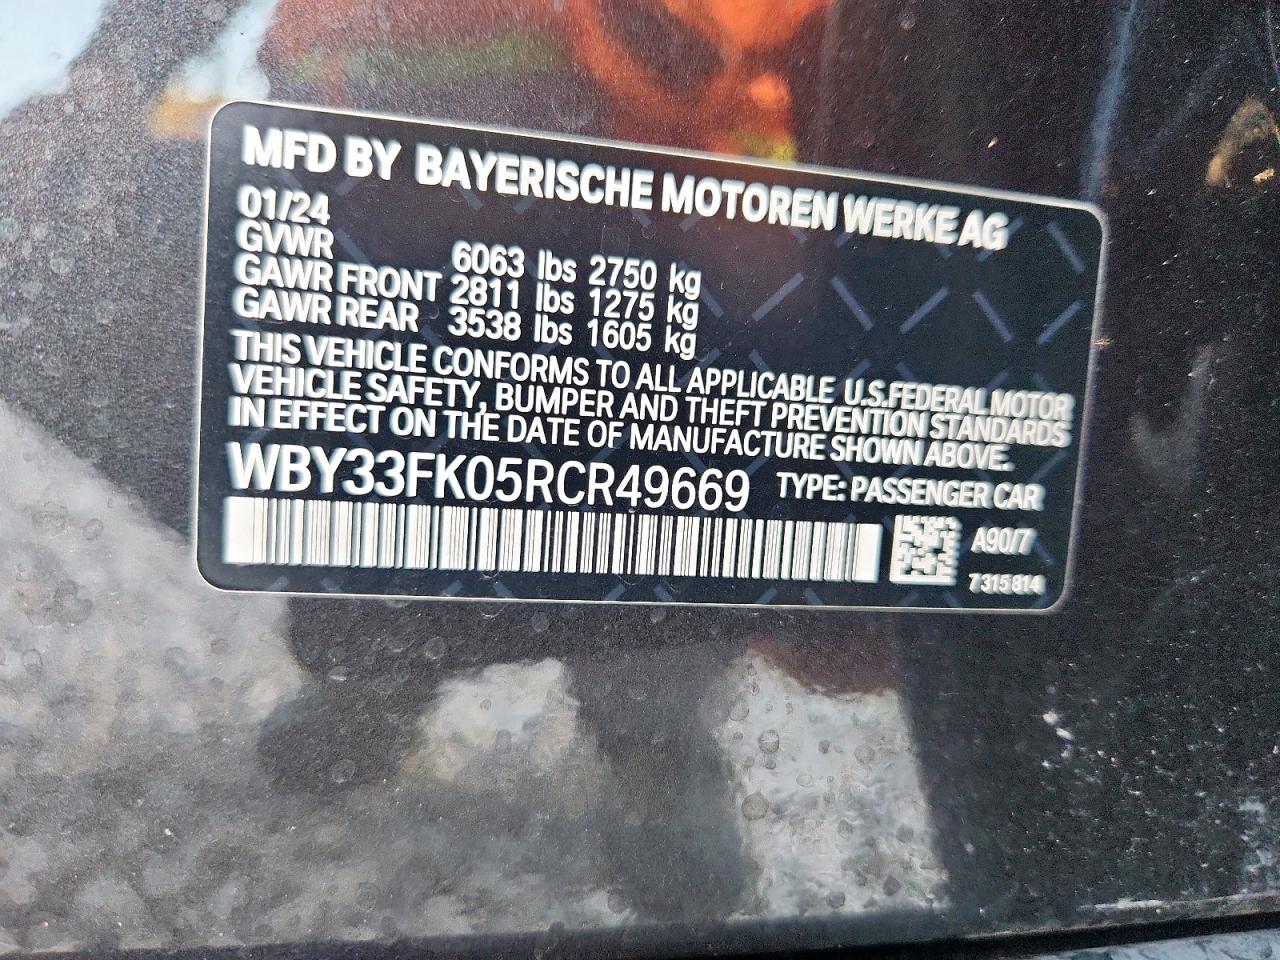 MFD BY BAYERISCHE MOTOREN WERKE AG
01/24
GVWR 6063 lbs 2750 kg
GAWR FRONT 2811 lbs 1275 kg
GAWR REAR 3538 lbs 1605 kg
THIS VEHICLE CONFORMS TO ALL APPLICABLE U.S.FEDERAL MOTOR
VEHICLE SAFETY, BUMPER AND THEFT PREVENTION STANDARDS
IN EFFECT ON THE DATE OF MANUFACTURE SHOWN ABOVE.
WBY33FK05RCR49669 TYPE: PASSENGER CAR
A90/7
7 315 814